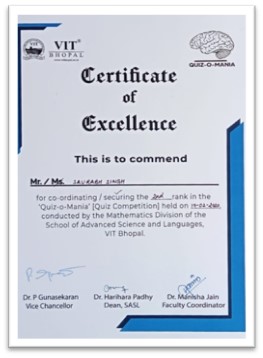 VIT
BHOPAL
QUIZ-O-MANIA
Certificate
of
Excellence
This is to commend
Mr. / Ms. SAURABH SINGH
for co-ordinating / securing the 2nd rank in the
'Quiz-o-Mania' [Quiz Competition] held on
conducted by the Mathematics Division of the
School of Advanced Science and Languages,
VIT Bhopal.
Dr. P Gunasekaran
Vice Chancellor
Dr. Harihara Padhy
Dean, SASL
Dr. Manisha Jain
Faculty Coordinator